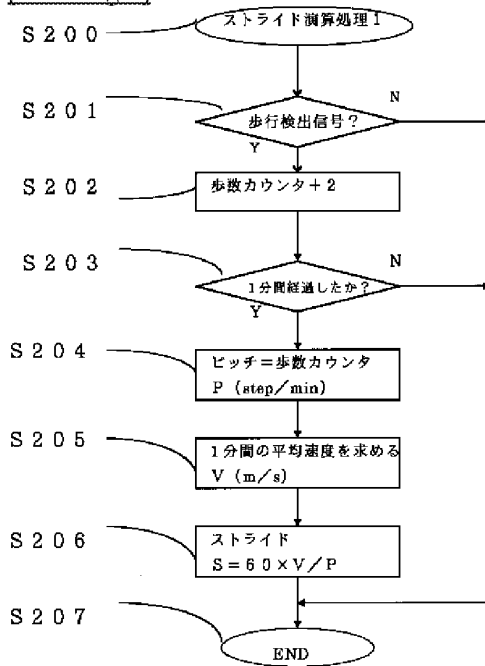 S200
ストライド演算処理1
S201
歩行検出信号?
N
Y
S202
歩数カウンタ+2
S203
1分間経過したか?
N
Y
S204
ピッチ=歩数カウンタ
P (step/min)
S205
1分間の平均速度を求める
V (m/s)
S206
ストライド
S=60×V/P
S207
END